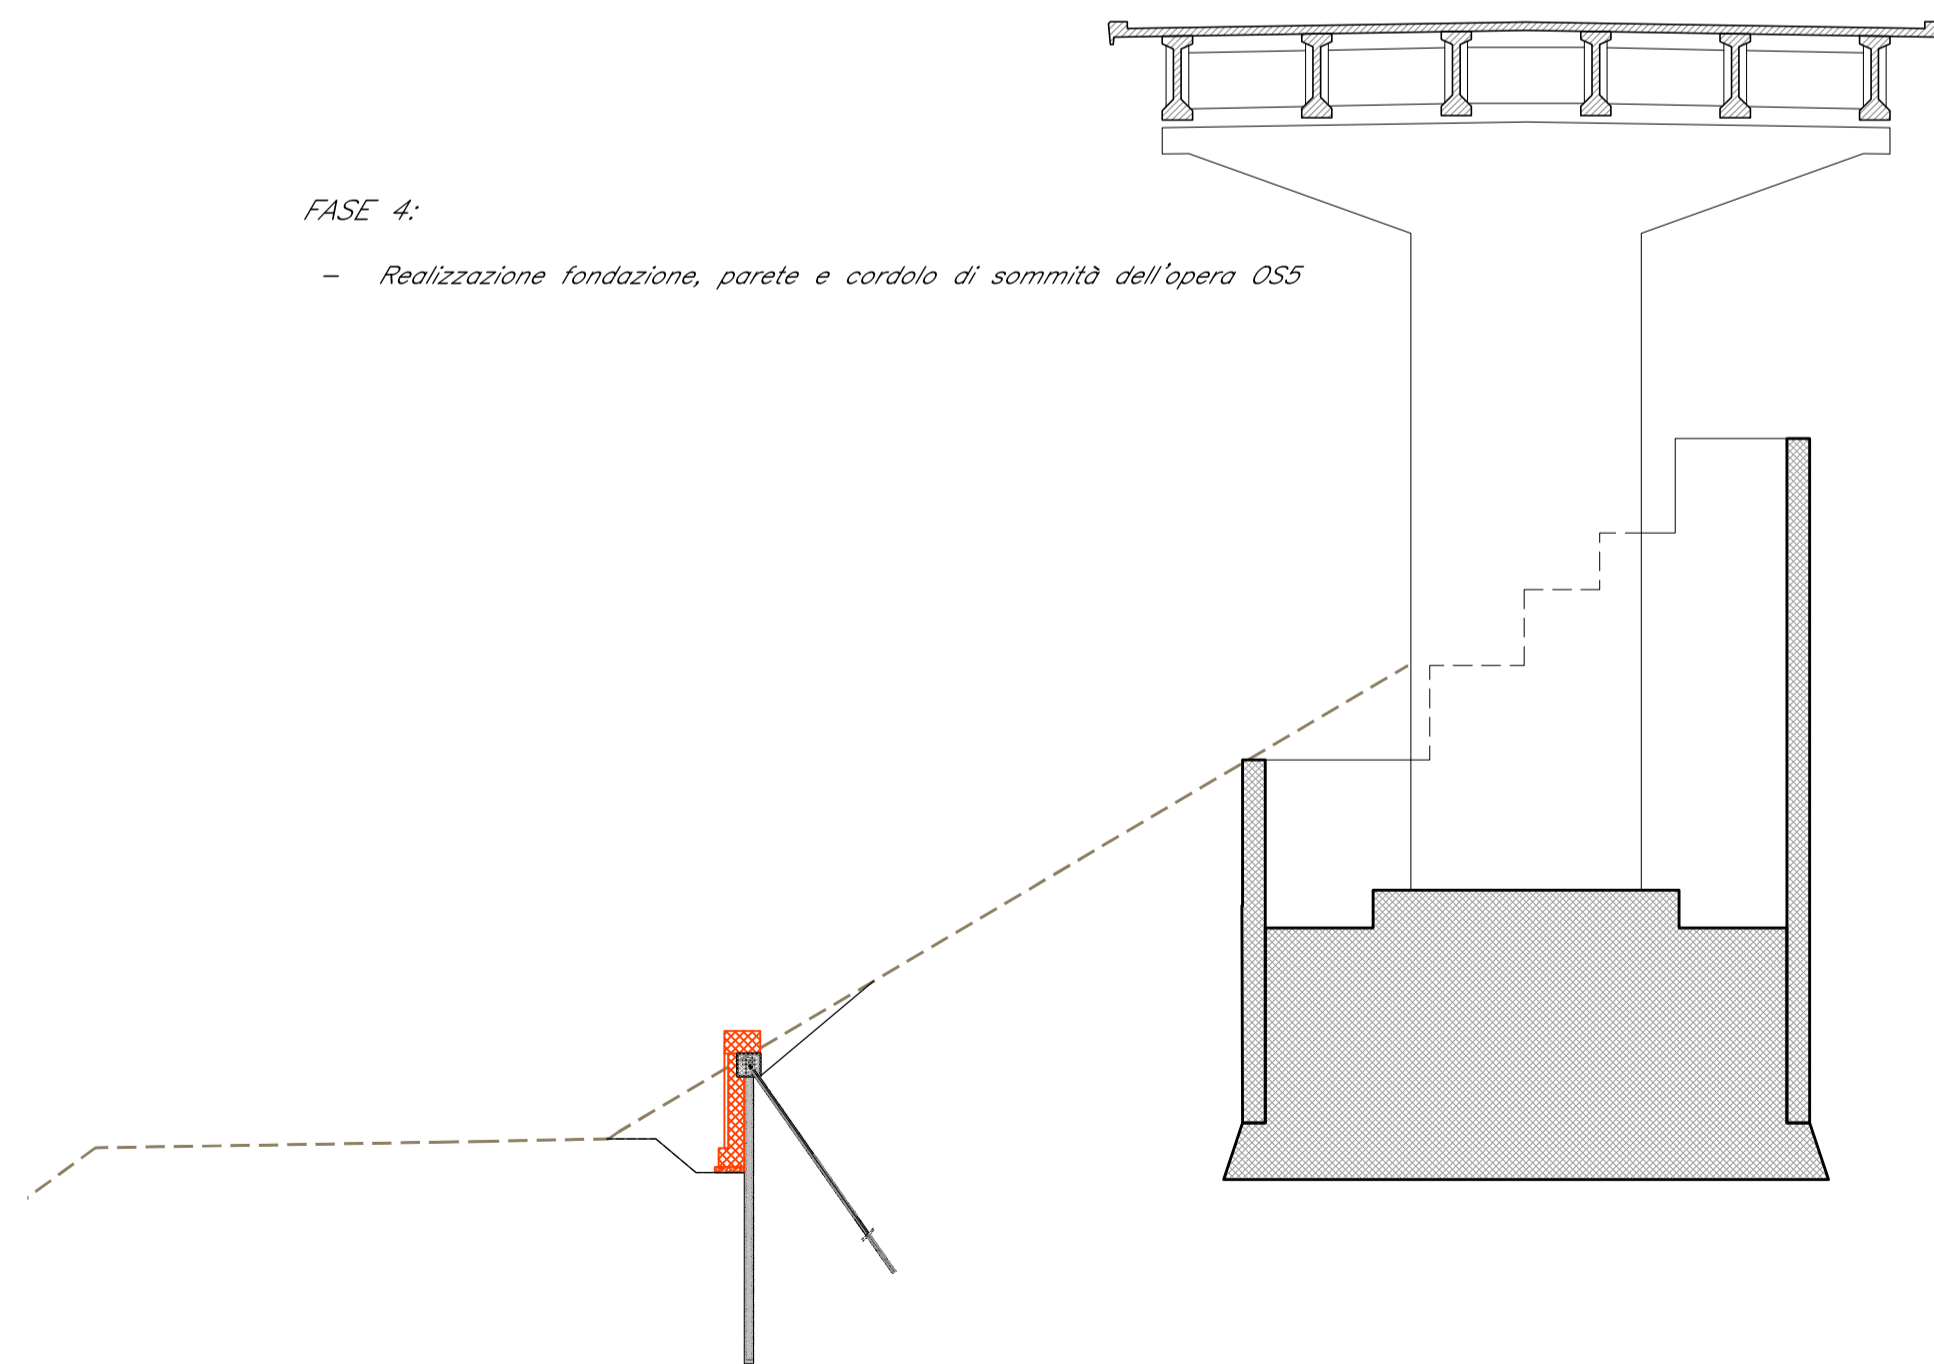 FASE 4:
- Realizzazione fondazione, parete e cordolo di sommità dell'opera OS5